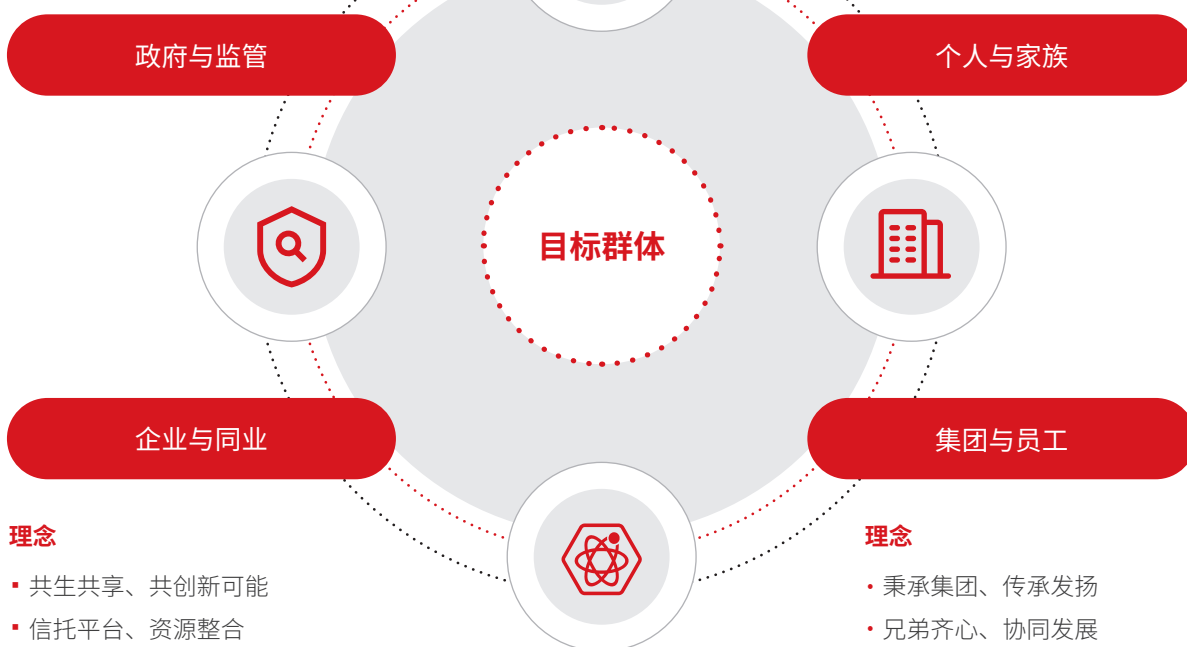 政府与监管
个人与家族
目标群体
企业与同业
集团与员工
理念
共生共享、共创新可能
信托平台、资源整合
理念
秉承集团、传承发扬
兄弟齐心、协同发展